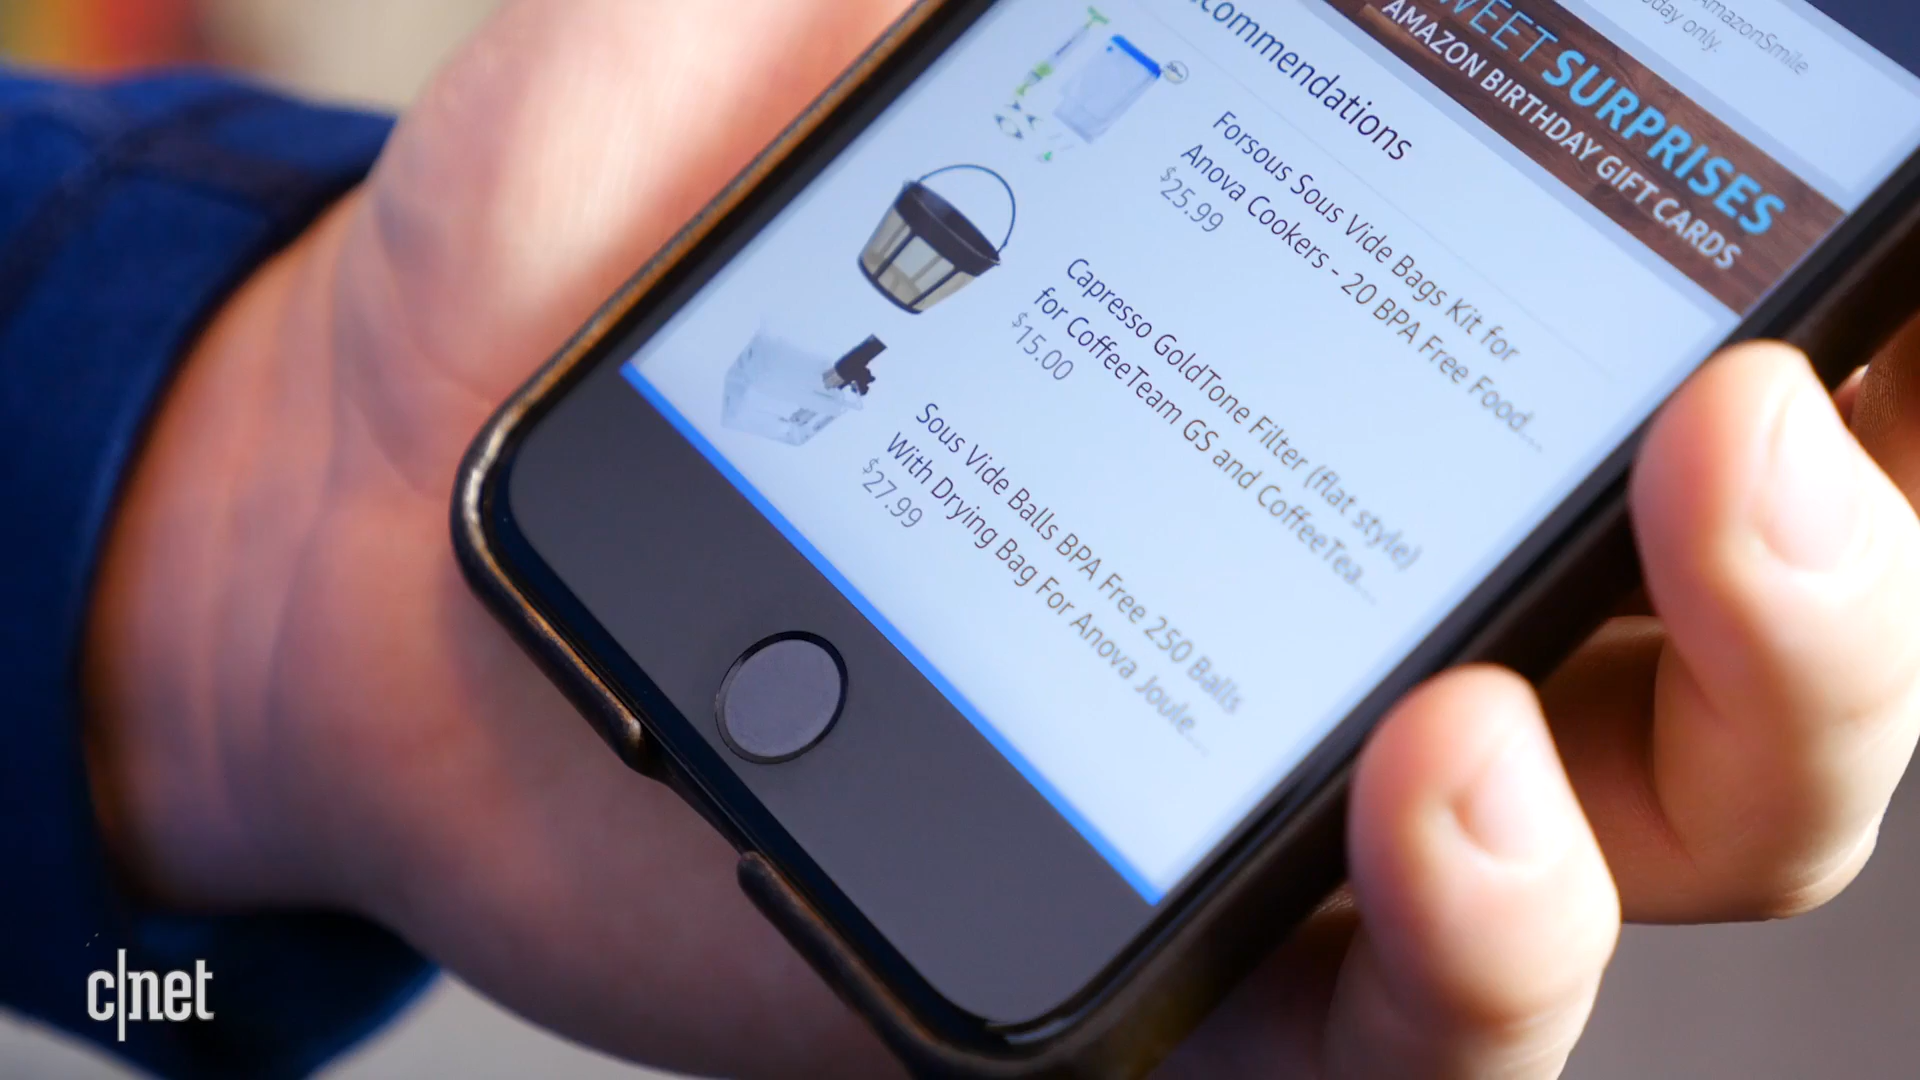 AmazonSmile
day only.
WEET SURPRISES
AMAZON BIRTHDAY GIFT CARDS
commendations
Forsous Sous Vide Bags Kit for
Anova Cookers - 20 BPA Free Food...
$25.99
Capresso GoldTone Filter (flat style)
for CoffeeTeam GS and CoffeeTea...
$15.00
Sous Vide Balls BPA Free 250 Balls
With Drying Bag For Anova Joule...
$27.99
c|net